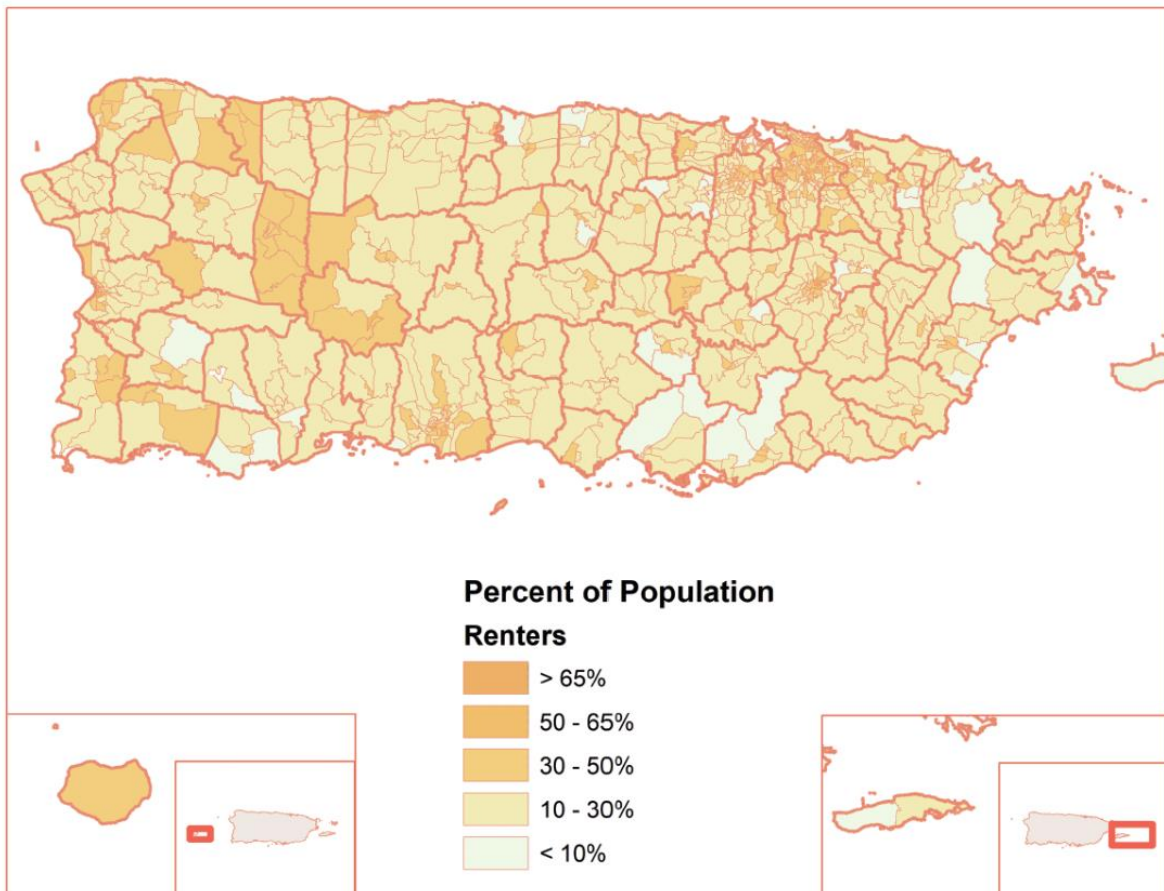 Percent of Population
Renters
> 65%
50 - 65%
30 - 50%
10 - 30%
< 10%